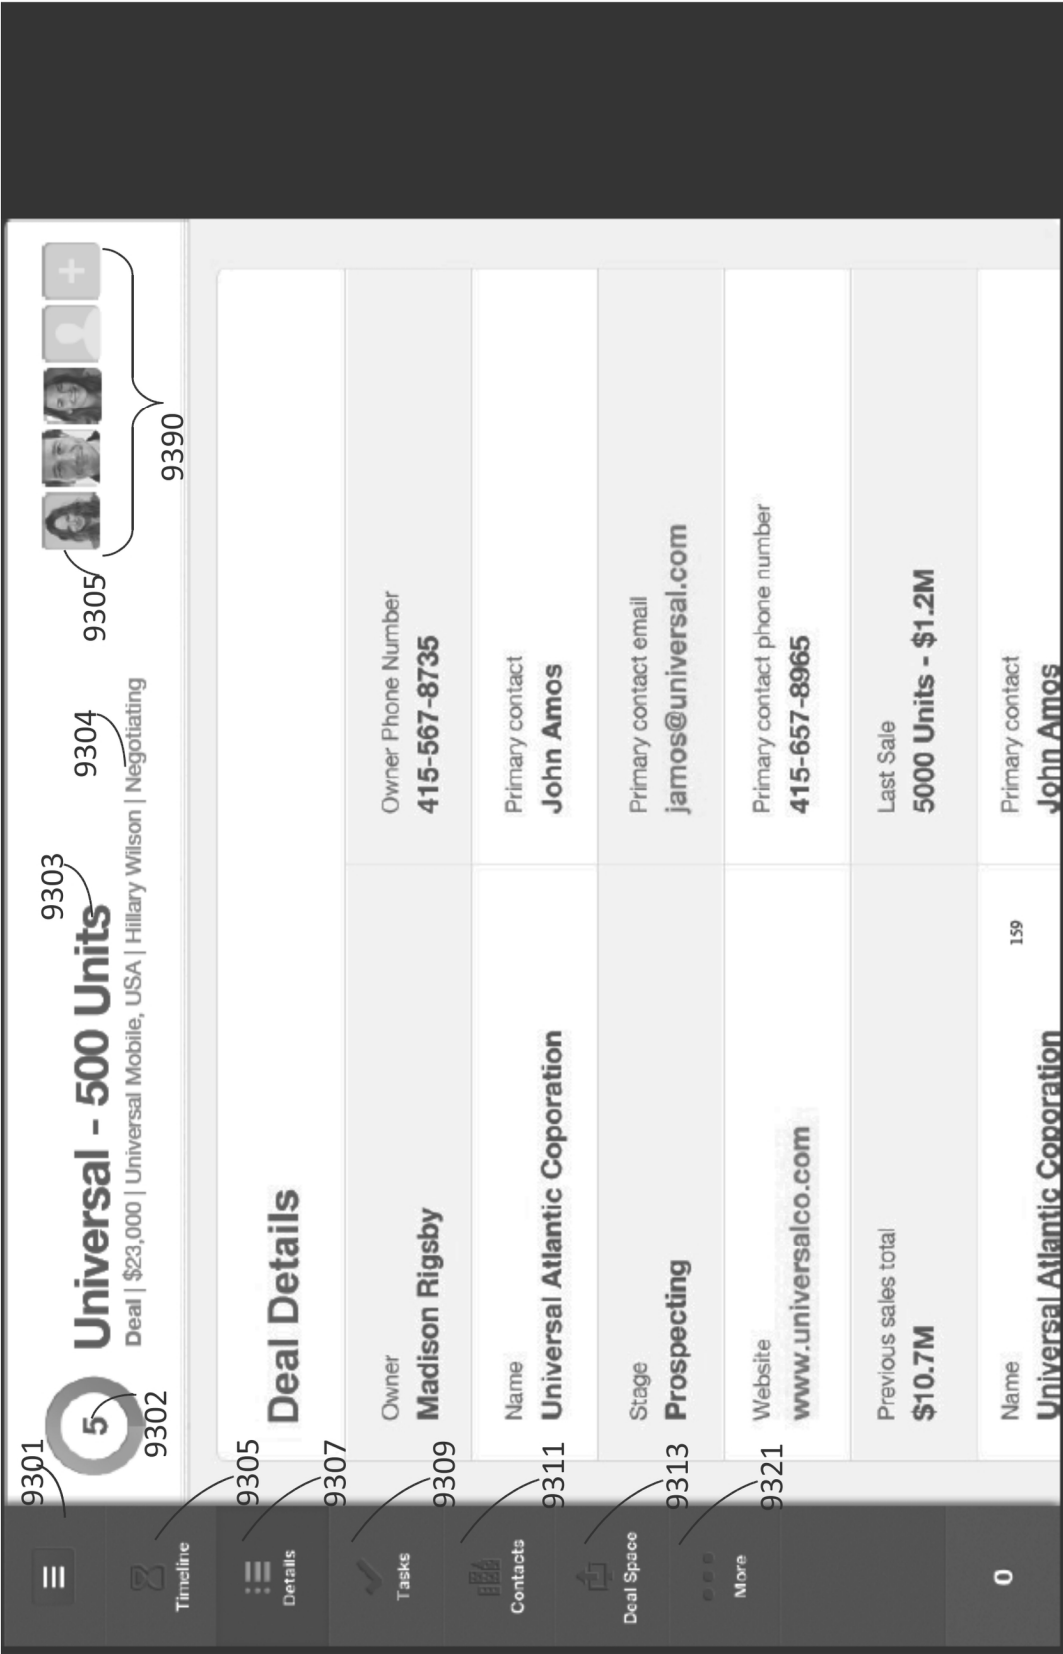 9301
5
9302
Universal - 500 Units
9303
Deal | $23,000 | Universal Mobile, USA | Hillary Wilson | Negotiating
9304
9305
+
9390
9305
Timeline
9307
Details
9309
Tasks
9311
Contacts
9313
Deal Space
9321
More
0
Deal Details
Owner
Madison Rigsby
Owner Phone Number
415-567-8735
Name
Universal Atlantic Coporation
Primary contact
John Amos
Stage
Prospecting
Primary contact email
jamos@universal.com
Website
www.universalco.com
Primary contact phone number
415-657-8965
Previous sales total
$10.7M
Last Sale
5000 Units - $1.2M
159
Name
Universal Atlantic Coporation
Primary contact
John Amos